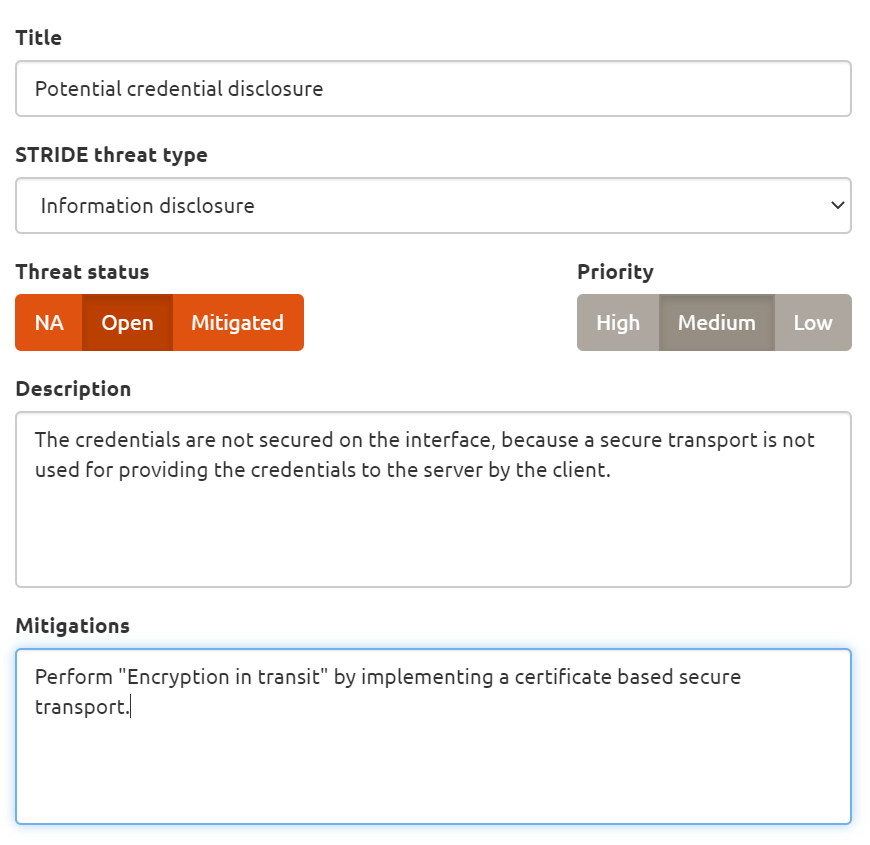 Title
Potential credential disclosure
STRIDE threat type
Information disclosure
Threat status
Priority
NA Open Mitigated
High Medium Low
Description
The credentials are not secured on the interface, because a secure transport is not
used for providing the credentials to the server by the client.
Mitigations
Perform "Encryption in transit" by implementing a certificate based secure
transport.